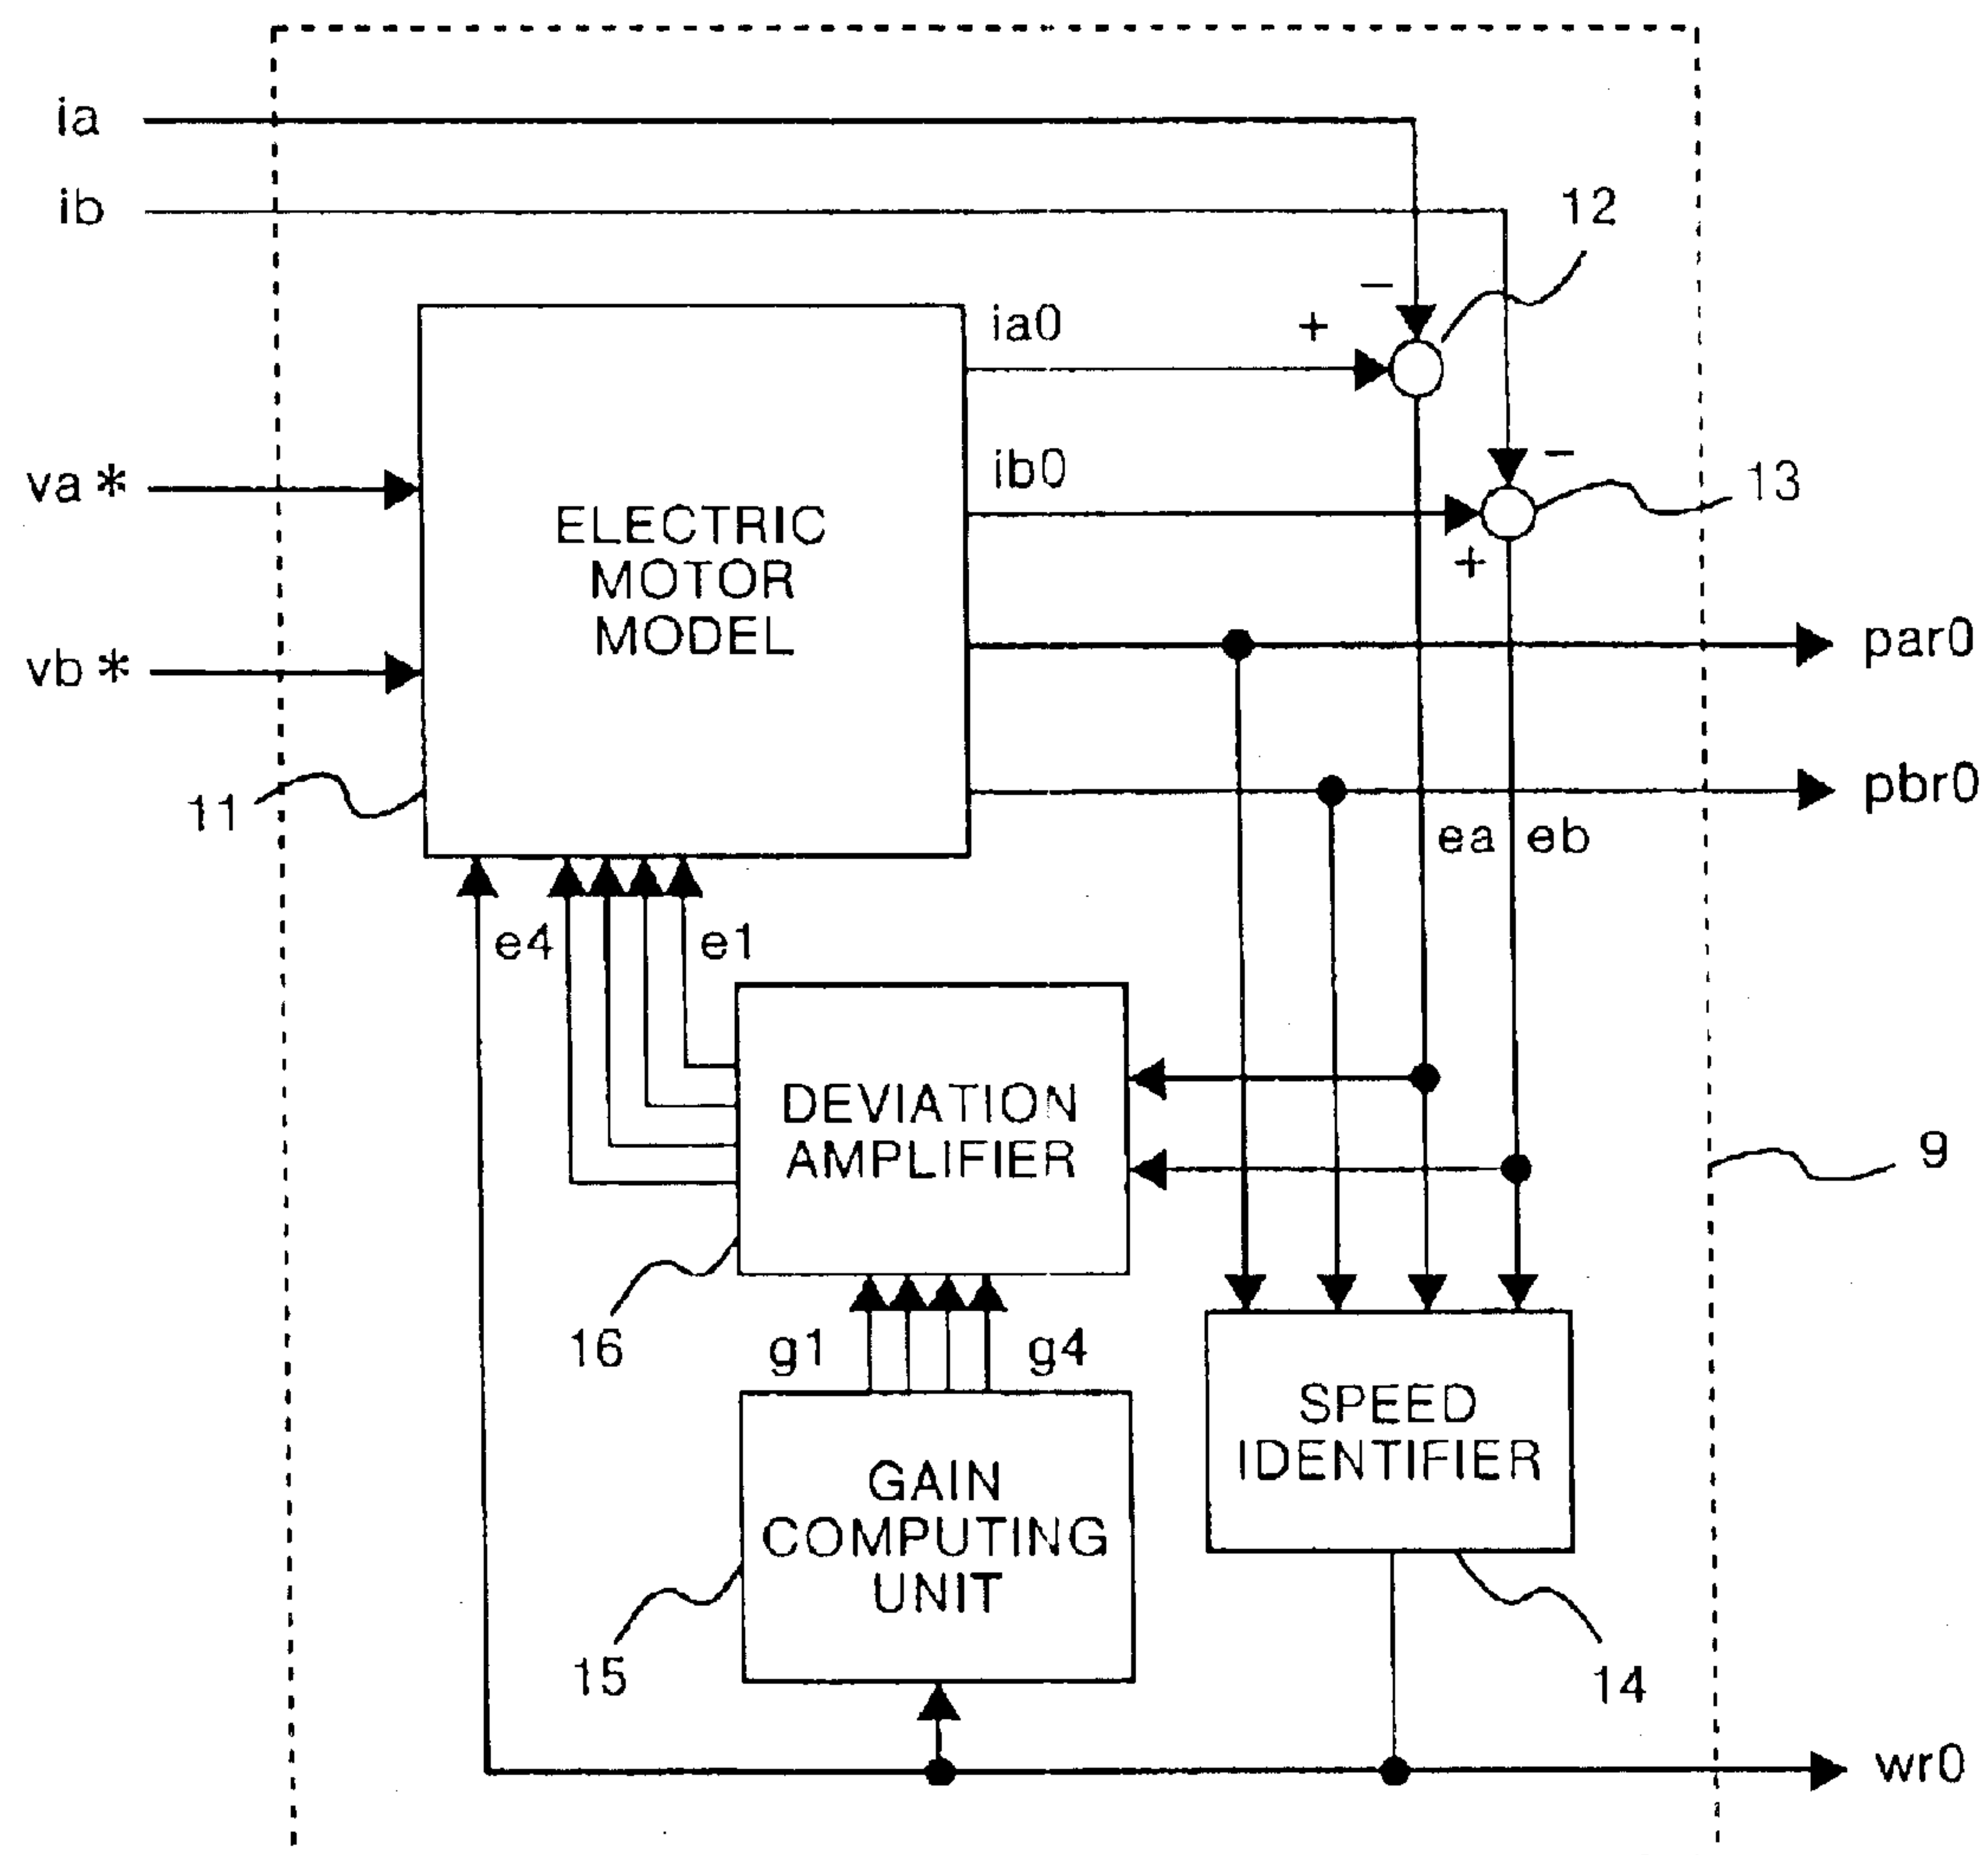 ia
ib
12
−
ia0
+
ib0
−
13
va*
+
ELECTRIC
MOTOR
MODEL
par0
vb*
pbr0
11
ea
eb
e4
e1
DEVIATION
AMPLIFIER
9
16
g1
g4
SPEED
IDENTIFIER
GAIN
COMPUTING
UNIT
15
14
wr0